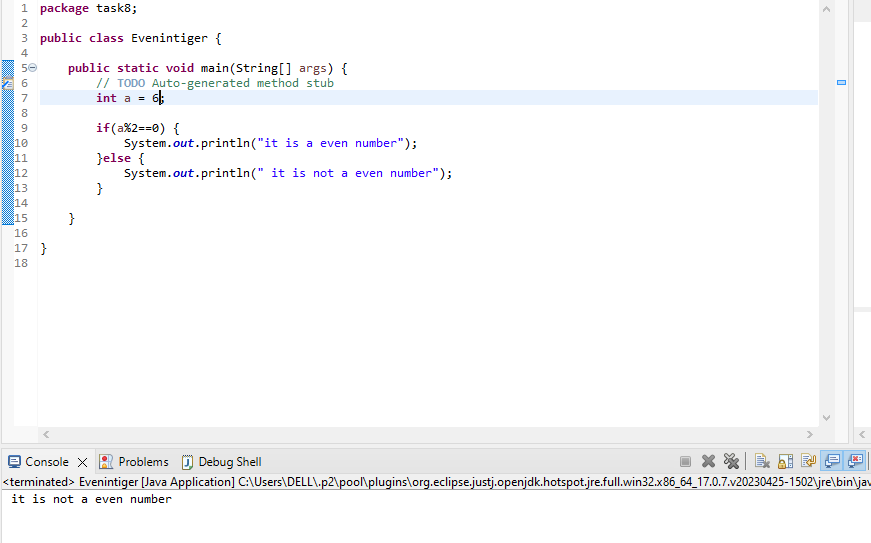 1 package task8;
2
3 public class Evenintiger {
4
5 public static void main(String[] args) {
6 // TODO Auto-generated method stub
7 int a = 6;
8
9 if(a%2==0) {
10 System.out.println("it is a even number");
11 }else {
12 System.out.println(" it is not a even number");
13 }
14
15 }
16
17 }
18
Console Problems Debug Shell
<terminated> Evenintiger [Java Application] C:\Users\DELL\.p2\pool\plugins\org.eclipse.justj.openjdk.hotspot.jre.full.win32.x86_64_17.0.7.v20230425-1502\jre\bin\jav
it is not a even number